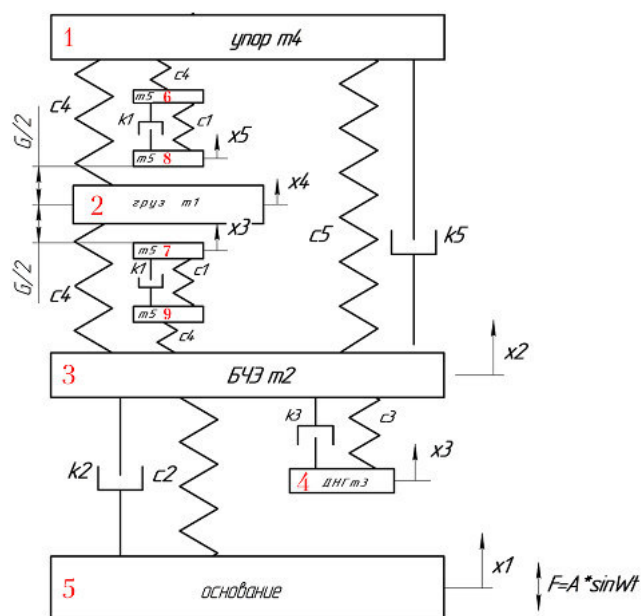 1 упор m4
c4
c4
m5 6
k1
c1
G/2
x5
m5 8
x4
2 груз m1
x3
m5 7
c5
k5
G/2
k1
c1
c4
m5 9
c4
x2
3 БЧЭ m2
k3
c3
x3
k2
c2
4 ДНГ m3
x1
5 основание
F=A*sinWt